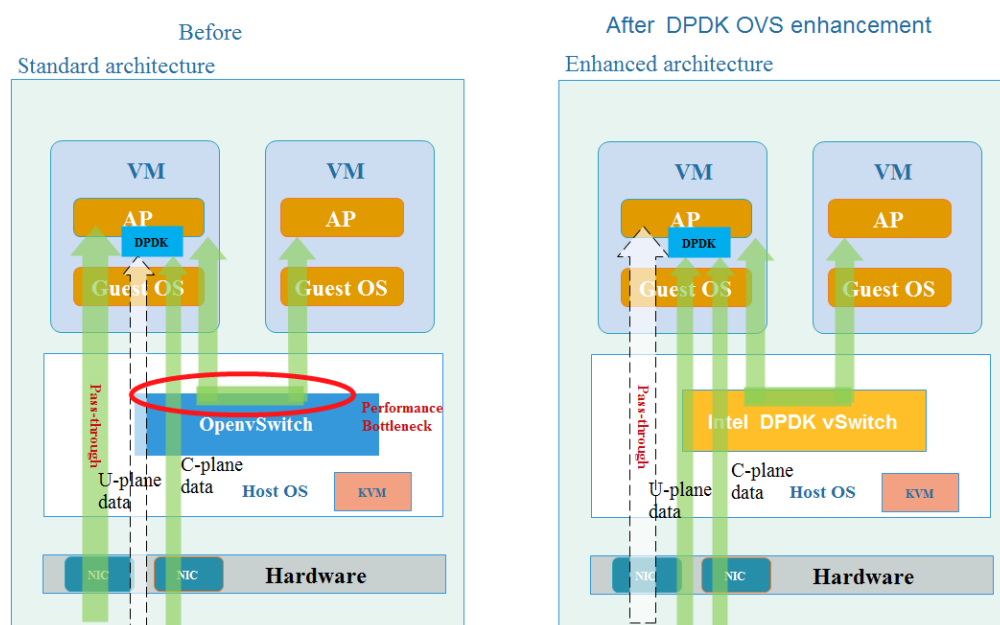 Before
Standard architecture
VM
AP
DPDK
Guest OS
VM
AP
Guest OS
Pass-through
OpenvSwitch
Performance
Bottleneck
U-plane
data
C-plane
data
Host OS
KVM
NIC
NIC
Hardware
After DPDK OVS enhancement
Enhanced architecture
VM
AP
DPDK
Guest OS
VM
AP
Guest OS
Pass-through
Intel DPDK vSwitch
U-plane
data
C-plane
data
Host OS
KVM
NIC
NIC
Hardware